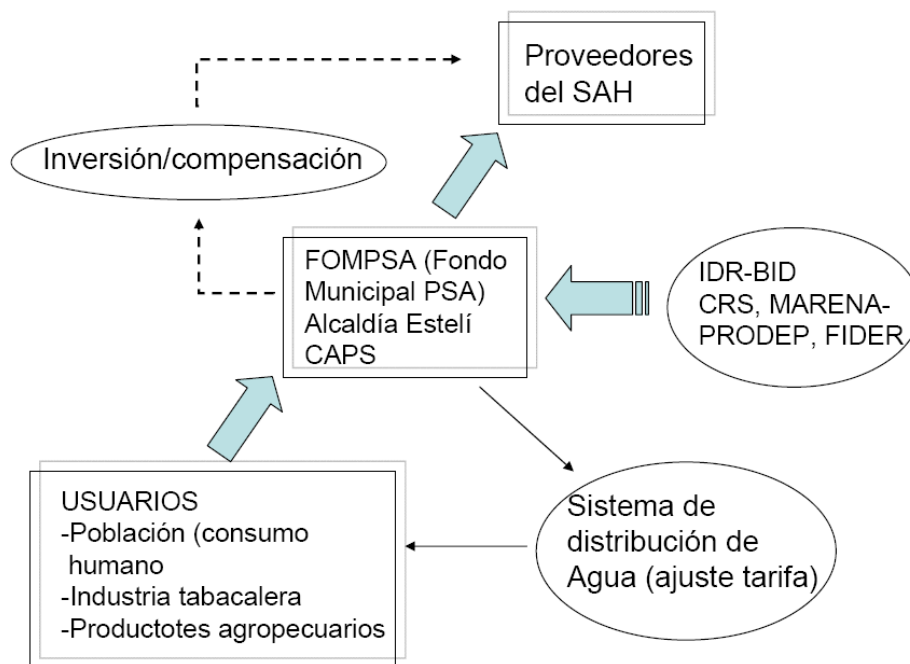 Proveedores
del SAH
Inversión/compensación
FOMPSA (Fondo
Municipal PSA)
Alcaldía Estelí
CAPS
IDR-BID
CRS, MARENA-
PRODEP, FIDER
USUARIOS
-Población (consumo
humano
-Industria tabacalera
-Productotes agropecuarios
Sistema de
distribución de
Agua (ajuste tarifa)